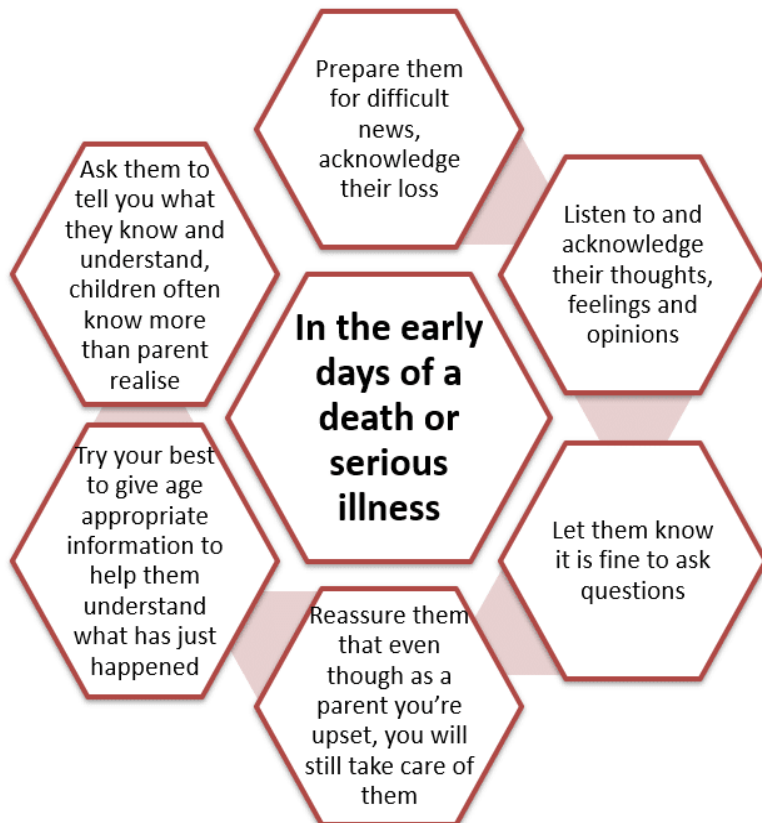 Prepare them
for difficult
news,
acknowledge
their loss
Listen to and
acknowledge
their thoughts,
feelings and
opinions
Let them know
it is fine to ask
questions
Reassure them
that even
though as a
parent you’re
upset, you will
still take care of
them
Try your best
to give age
appropriate
information to
help them
understand
what has just
happened
Ask them to
tell you what
they know and
understand,
children often
know more
than parent
realise
In the early
days of a
death or
serious
illness